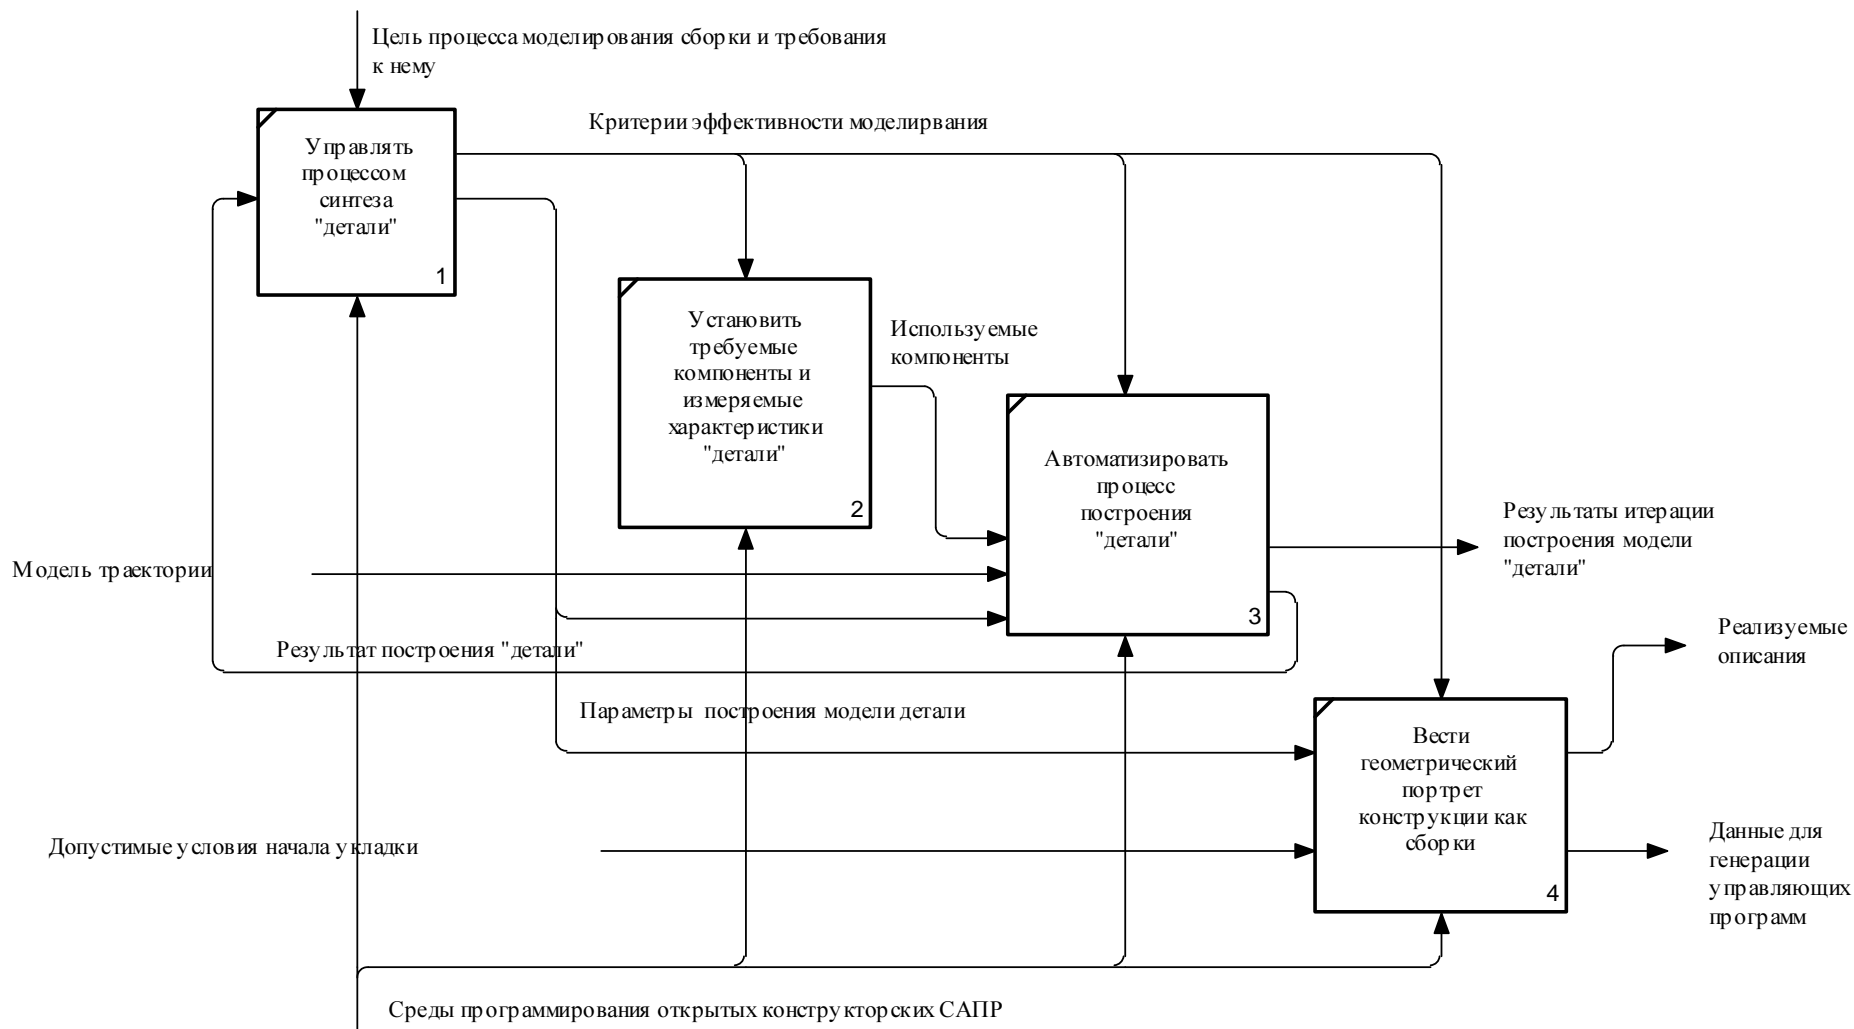 Цель процесса моделирования сборки и требования
к нему
Критерии эффективности моделирвания
Управлять
процессом
синтеза
"детали"
1
Установить
требуемые
компоненты и
измеряемые
характеристики
"детали"
2
Используемые
компоненты
Автоматизировать
процесс
построения
"детали"
3
Результаты итерации
построения модели
"детали"
Модель траектории
Результат построения "детали"
Реализуемые
описания
Параметры построения модели детали
Вести
геометрический
портрет
конструкции как
сборки
4
Допустимые условия начала укладки
Данные для
генерации
управляющих
программ
Среды программирования открытых конструкторских САПР